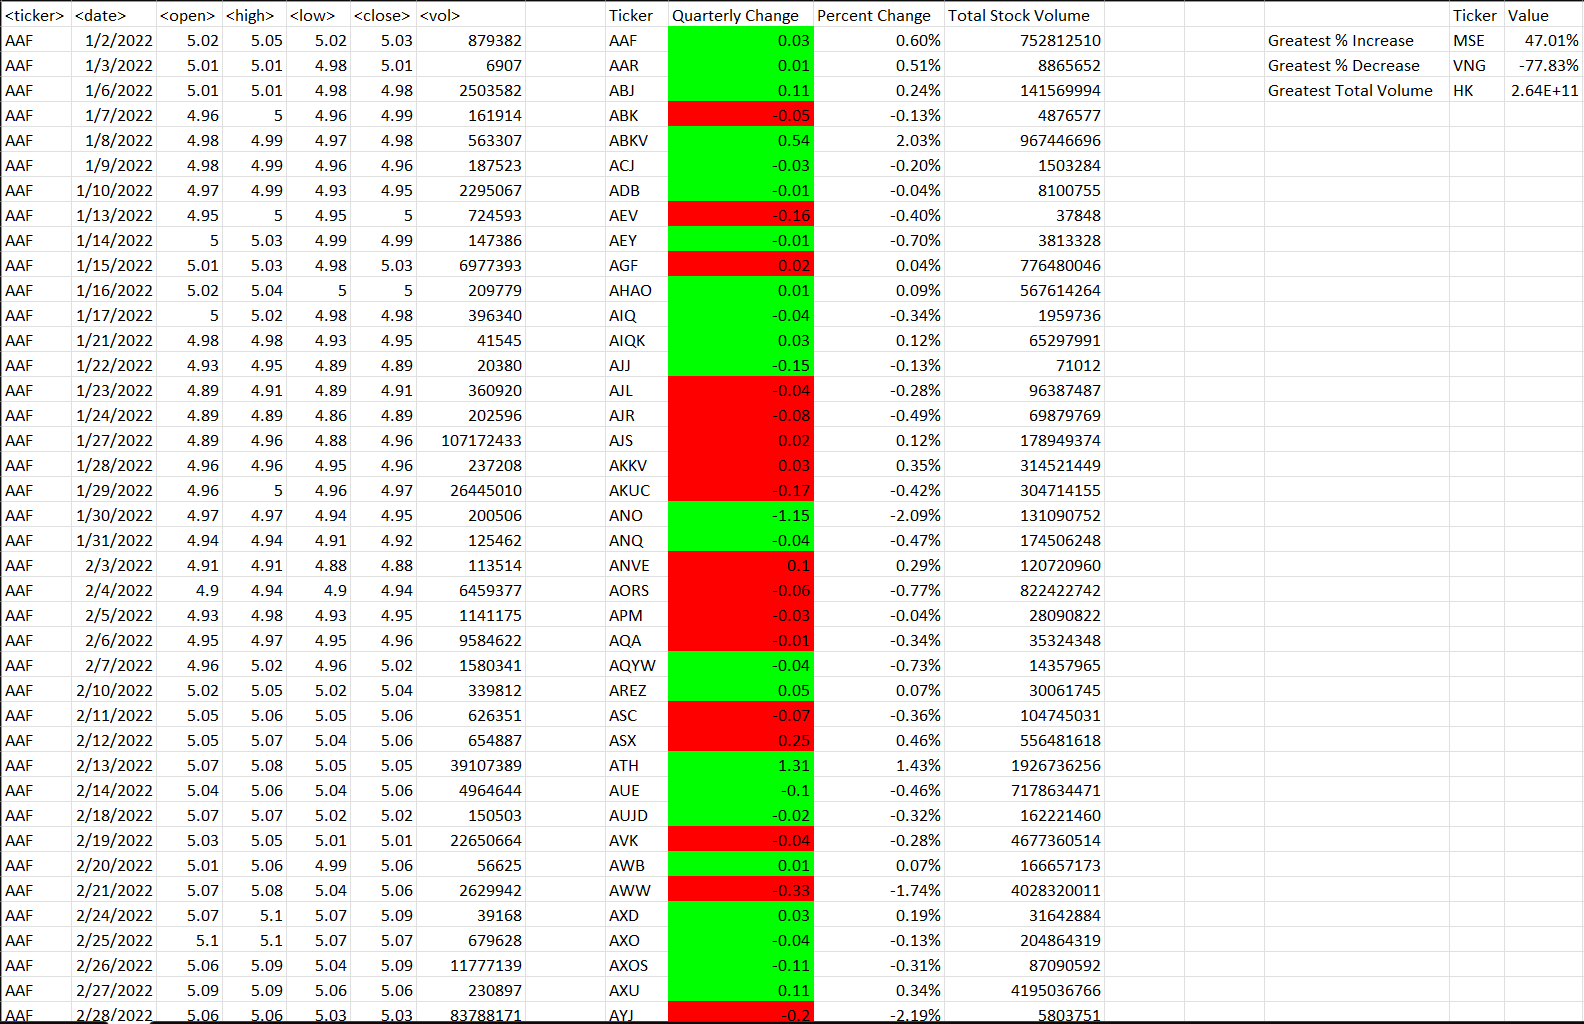 <ticker> <date> <open> <high> <low> <close> <vol> Ticker Quarterly Change Percent Change Total Stock Volume Ticker Value
AAF 1/2/2022 5.02 5.05 5.02 5.03 879382 AAF 0.03 0.60% 752812510 Greatest % Increase MSE 47.01%
AAF 1/3/2022 5.01 5.01 4.98 5.01 6907 AAR 0.01 0.51% 8865652 Greatest % Decrease VNG -77.83%
AAF 1/6/2022 5.01 5.01 4.98 4.98 2503582 ABJ 0.11 0.24% 141569994 Greatest Total Volume HK 2.64E+11
AAF 1/7/2022 4.96 5 4.96 4.99 161914 ABK -0.05 -0.13% 4876577
AAF 1/8/2022 4.98 4.99 4.97 4.98 563307 ABKV 0.54 2.03% 967446696
AAF 1/9/2022 4.98 4.99 4.96 4.96 187523 ACJ -0.03 -0.20% 1503284
AAF 1/10/2022 4.97 4.99 4.93 4.95 2295067 ADB -0.01 -0.04% 8100755
AAF 1/13/2022 4.95 5 4.95 5 724593 AEV -0.16 -0.40% 37848
AAF 1/14/2022 5 5.03 4.99 4.99 147386 AEY -0.01 -0.70% 3813328
AAF 1/15/2022 5.01 5.03 4.98 5.03 6977393 AGF 0.02 0.04% 776480046
AAF 1/16/2022 5.02 5.04 5 5 209779 AHAO 0.01 0.09% 567614264
AAF 1/17/2022 5 5.02 4.98 4.98 396340 AIQ -0.04 -0.34% 1959736
AAF 1/21/2022 4.98 4.98 4.93 4.95 41545 AIQK 0.03 0.12% 65297991
AAF 1/22/2022 4.93 4.95 4.89 4.89 20380 AJJ -0.15 -0.13% 71012
AAF 1/23/2022 4.89 4.91 4.89 4.91 360920 AJL -0.04 -0.28% 96387487
AAF 1/24/2022 4.89 4.89 4.86 4.89 202596 AJR -0.08 -0.49% 69879769
AAF 1/27/2022 4.89 4.96 4.88 4.96 107172433 AJS 0.02 0.12% 178949374
AAF 1/28/2022 4.96 4.96 4.95 4.96 237208 AKKV 0.03 0.35% 314521449
AAF 1/29/2022 4.96 5 4.96 4.97 26445010 AKUC -0.17 -0.42% 304714155
AAF 1/30/2022 4.97 4.97 4.94 4.95 200506 ANO -1.15 -2.09% 131090752
AAF 1/31/2022 4.94 4.94 4.91 4.92 125462 ANQ -0.04 -0.47% 174506248
AAF 2/3/2022 4.91 4.91 4.88 4.88 113514 ANVE 0.1 0.29% 120720960
AAF 2/4/2022 4.9 4.94 4.9 4.94 6459377 AORS -0.06 -0.77% 822422742
AAF 2/5/2022 4.93 4.98 4.93 4.95 1141175 APM -0.03 -0.04% 28090822
AAF 2/6/2022 4.95 4.97 4.95 4.96 9584622 AQA -0.01 -0.34% 35324348
AAF 2/7/2022 4.96 5.02 4.96 5.02 1580341 AQYW -0.04 -0.73% 14357965
AAF 2/10/2022 5.02 5.05 5.02 5.04 339812 AREZ 0.05 0.07% 30061745
AAF 2/11/2022 5.05 5.06 5.05 5.06 626351 ASC -0.07 -0.36% 104745031
AAF 2/12/2022 5.05 5.07 5.04 5.06 654887 ASX 0.25 0.46% 556481618
AAF 2/13/2022 5.07 5.08 5.05 5.05 39107389 ATH 1.31 1.43% 1926736256
AAF 2/14/2022 5.04 5.06 5.04 5.04 4964644 AUE -0.1 -0.46% 7178634471
AAF 2/18/2022 5.07 5.07 5.02 5.02 150503 AUJD -0.02 -0.32% 162221460
AAF 2/19/2022 5.03 5.05 5.01 5.01 22650664 AVK -0.04 -0.28% 4677360514
AAF 2/20/2022 5.01 5.06 4.99 5.06 56625 AWB 0.01 0.07% 166657173
AAF 2/21/2022 5.07 5.08 5.04 5.06 2629942 AWW -0.33 -1.74% 4028320011
AAF 2/24/2022 5.07 5.1 5.07 5.09 39168 AXD 0.03 0.19% 31642884
AAF 2/25/2022 5.1 5.1 5.07 5.07 679628 AXO -0.04 -0.13% 204864319
AAF 2/26/2022 5.06 5.09 5.04 5.09 11777139 AXOS -0.11 -0.31% 87090592
AAF 2/27/2022 5.09 5.09 5.06 5.06 230897 AXU 0.11 0.34% 4195036766
AAF 2/28/2022 5.06 5.06 5.03 5.03 83788171 AYJ -0.2 -2.19% 5803751